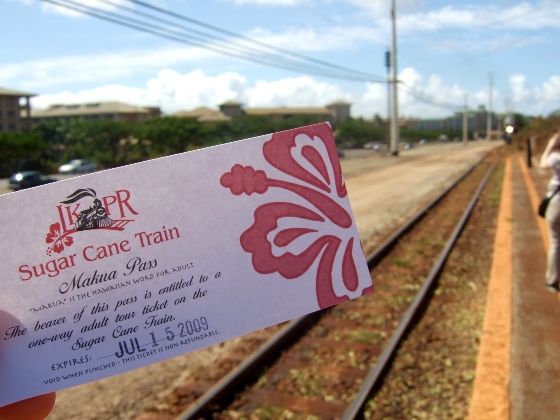 LK&PR
Sugar Cane Train
Makua Pass
"MAKUA" IS THE HAWAIIAN WORD FOR ADULT
The bearer of this pass is entitled to a
one-way adult tour ticket on the
Sugar Cane Train.
EXPIRES: JUL 15 2009
VOID WHEN PUNCHED - THIS TICKET IS NON-REFUNDABLE.